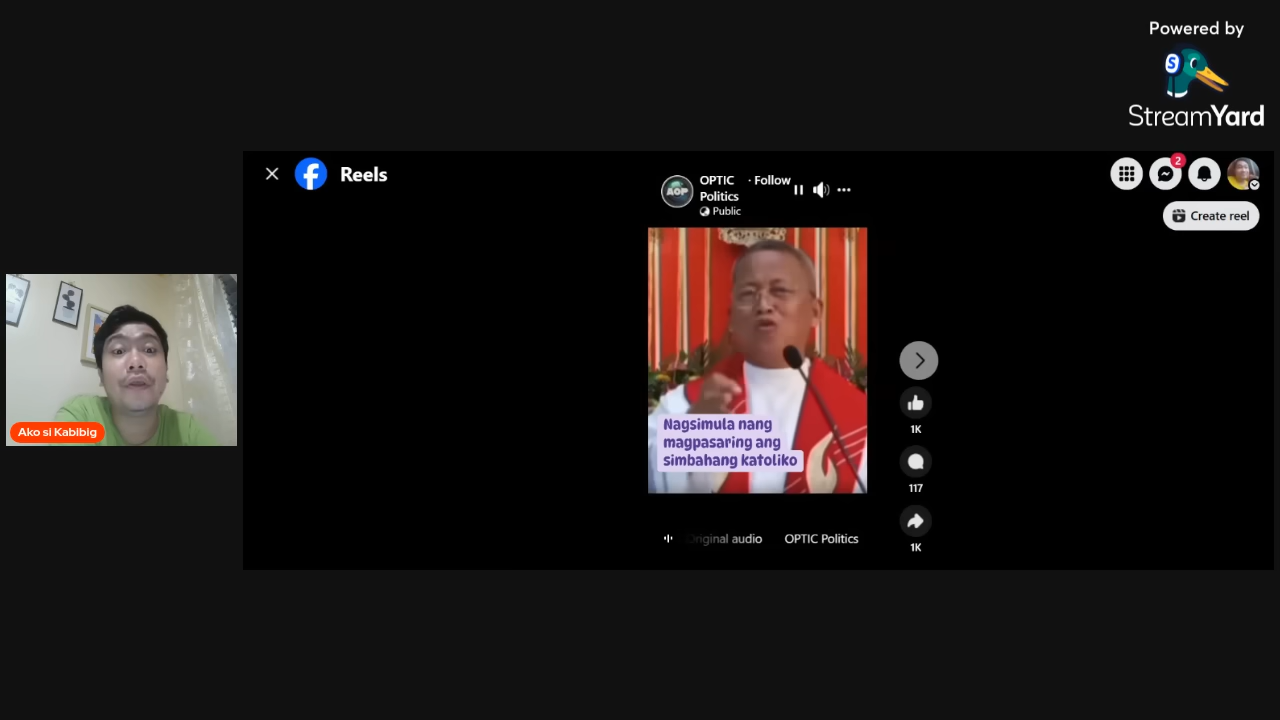 Powered by
StreamYard
Reels
2
Create reel
AOP
OPTIC
Politics
· Follow
Public
Nagsimula nang
magpasaring ang
simbahang katoliko
Original audio
OPTIC Politics
1K
117
1K
Ako si Kabibig